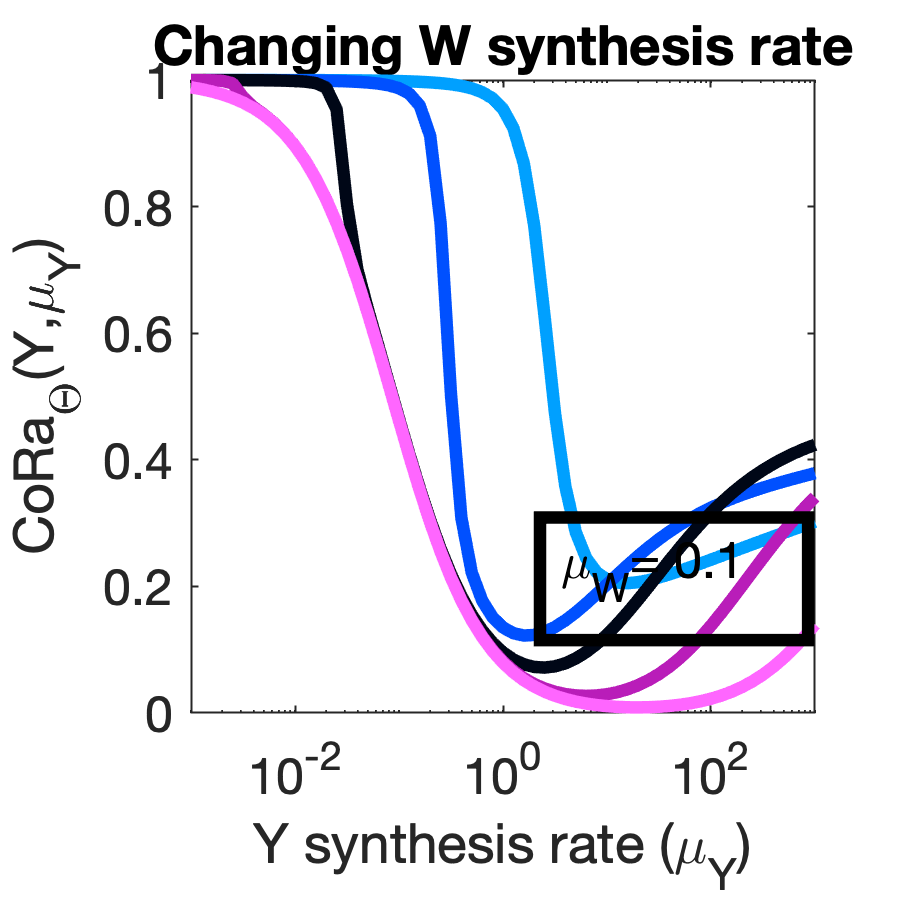 Changing W synthesis rate
1
0.8
0.6
0.4
0.2
0
CoRa_Θ(Y,μ_Y)
μ_W= 0.1
10^-2 10^0 10^2
Y synthesis rate (μ_Y)